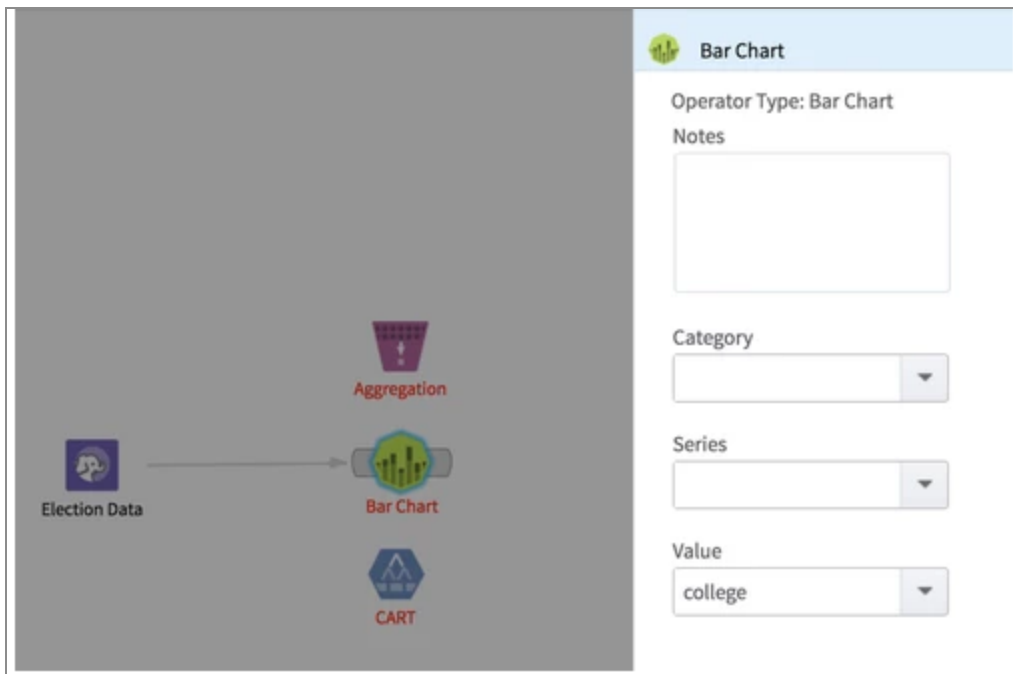 Bar Chart
Operator Type: Bar Chart
Notes
Category
Series
Value
college
Aggregation
Election Data
Bar Chart
CART